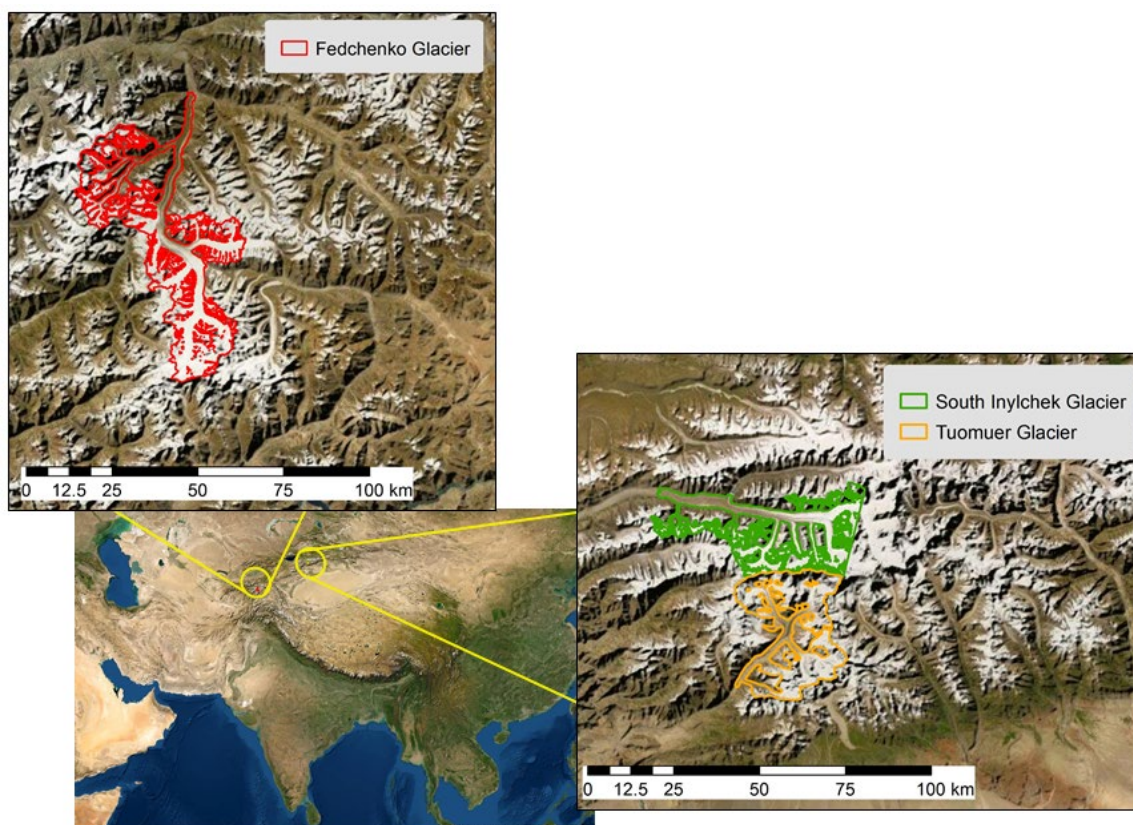 Fedchenko Glacier
0 12.5 25 50 75 100 km
South Inylchek Glacier
Tuomuer Glacier
0 12.5 25 50 75 100 km